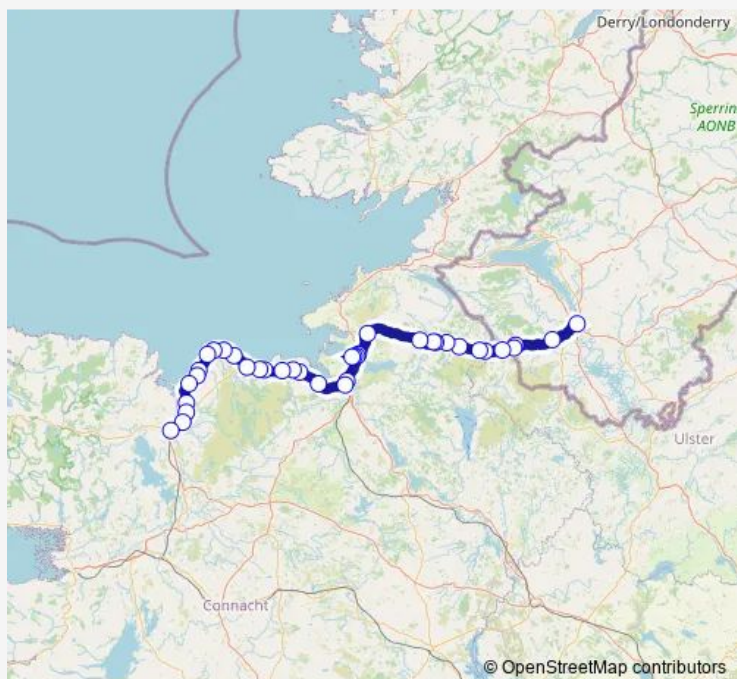 Derry/Londonderry
Sperrin
AONB
Ulster
Connacht
© OpenStreetMap contributors